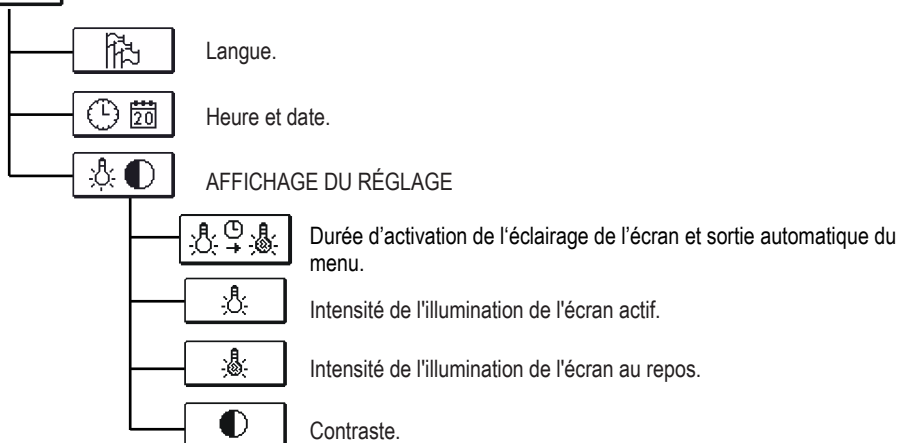 Langue.
20
Heure et date.
AFFICHAGE DU RÉGLAGE
Durée d’activation de l‘éclairage de l’écran et sortie automatique du
menu.
Intensité de l'illumination de l'écran actif.
Intensité de l'illumination de l'écran au repos.
Contraste.